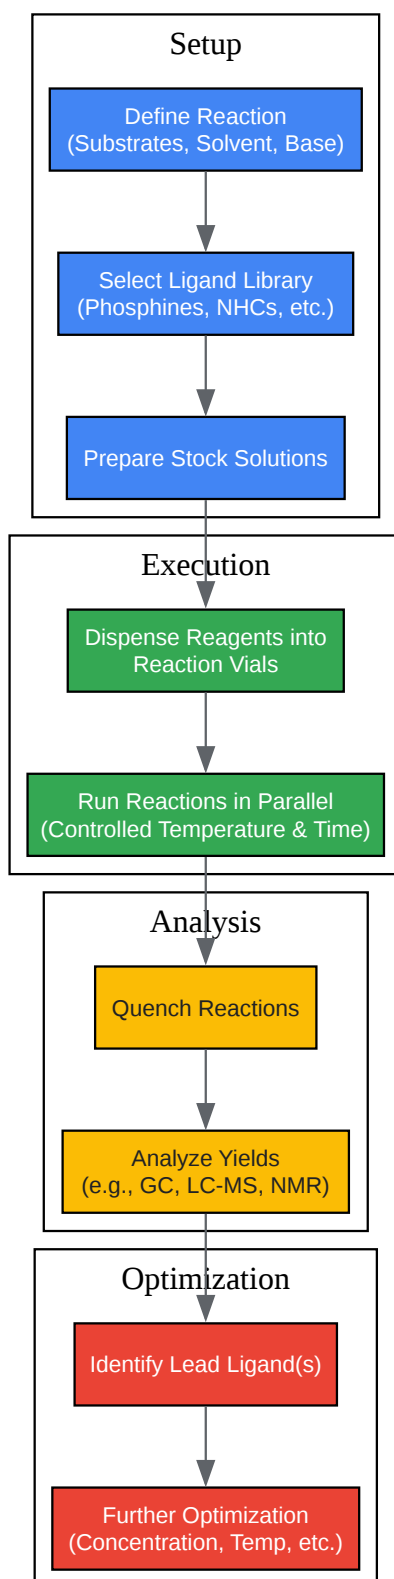 Setup
Define Reaction
(Substrates, Solvent, Base)
Select Ligand Library
(Phosphines, NHCs, etc.)
Prepare Stock Solutions
Execution
Dispense Reagents into
Reaction Vials
Run Reactions in Parallel
(Controlled Temperature & Time)
Analysis
Quench Reactions
Analyze Yields
(e.g., GC, LC-MS, NMR)
Optimization
Identify Lead Ligand(s)
Further Optimization
(Concentration, Temp, etc.)